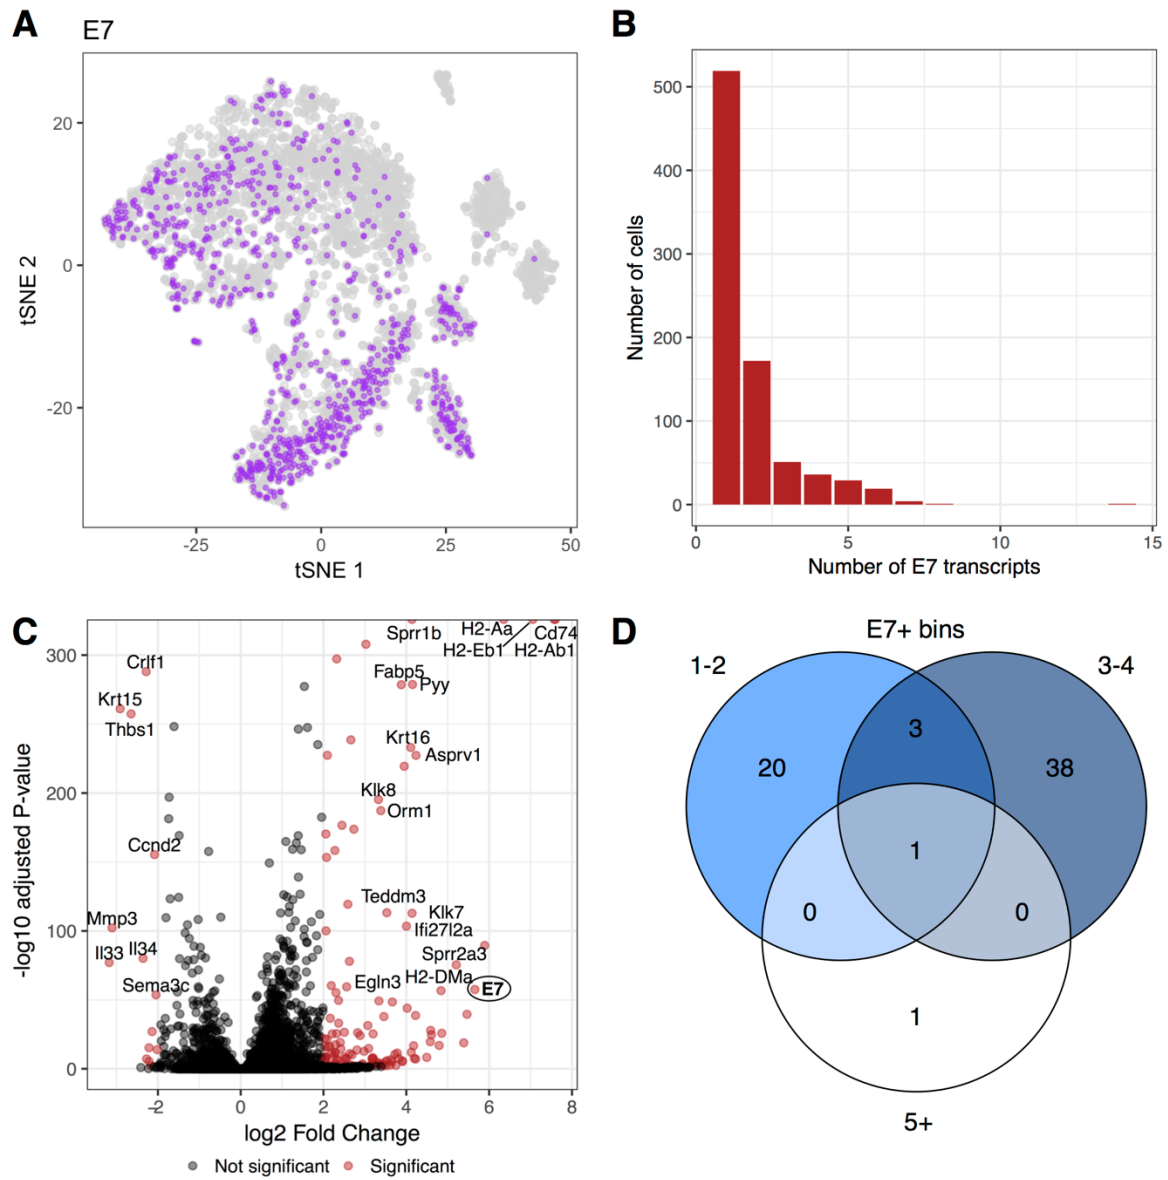 A
E7
20
0
-20
-25
0
25
50
tSNE 2
tSNE 1
B
500
400
300
200
100
0
0
5
10
15
Number of cells
Number of E7 transcripts
C
Sprr1b
H2-Aa
Cd74
H2-Eb1
H2-Ab1
Crlf1
Fabp5
Pyy
Krt15
Thbs1
Krt16
Asprv1
Klk8
Orm1
Ccnd2
Teddm3
Klk7
Mmp3
Ifi27l2a
Il33
Il34
Sprr2a3
Sema3c
Egln3
H2-DMa
E7
300
200
100
0
-2
0
2
4
6
8
-log10 adjusted P-value
log2 Fold Change
Not significant
Significant
D
E7+ bins
1-2
3-4
3
20
38
1
0
0
1
5+